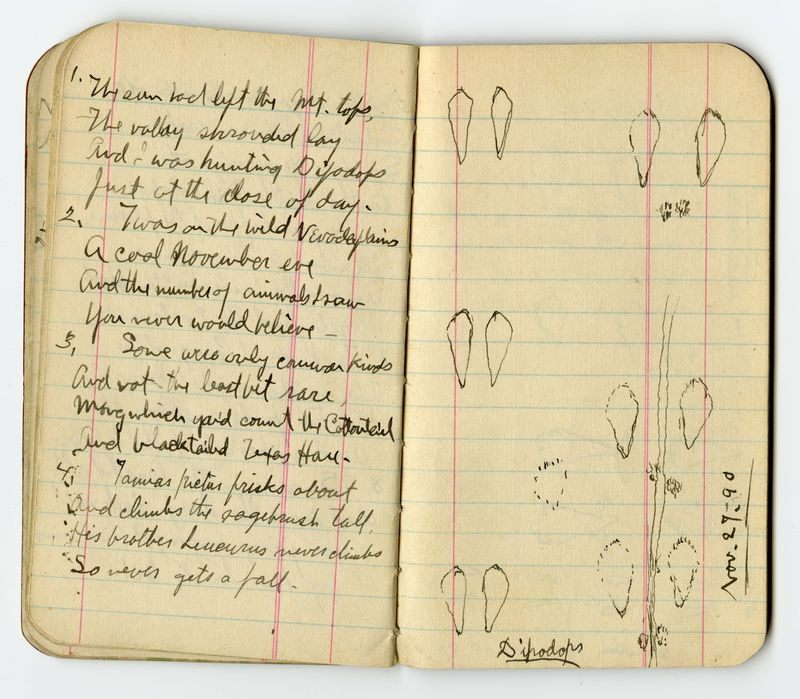 1. The sun had left the Mt. tops,
The valley shrouded lay
And I was hunting Dipodops
Just at the close of day.
2. Twas on the wild Nevada plains
A cool November eve
And the number of animals I saw
You never would believe —
3. Some were only common kinds
And not the least bit rare,
Mong which you'd count the Cottontail
And blacktailed Texas Hare.
4. Tamias pictus frisks about
And climbs the sagebrush tall,
His brother Leucurus never climbs
So never gets a fall.
Dipodops
Nov. 27–90